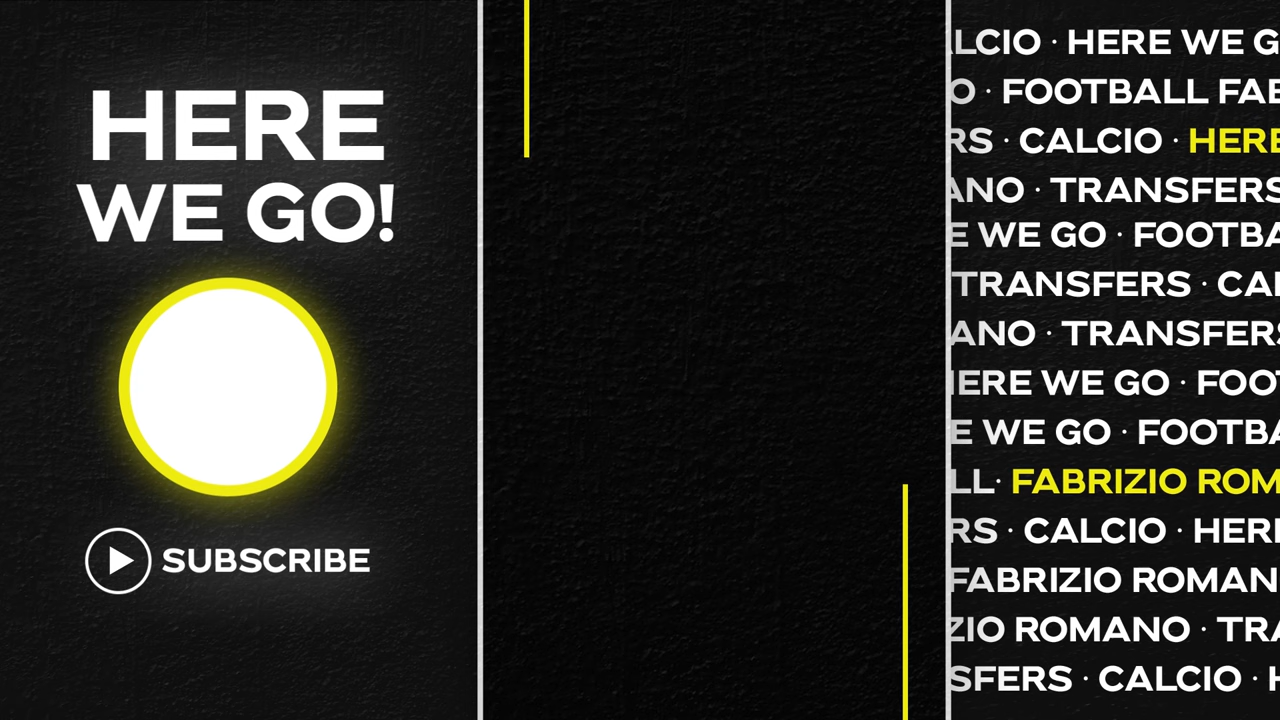 HERE
WE GO!
SUBSCRIBE
LCIO · HERE WE G
O · FOOTBALL FAB
RS · CALCIO · HERE
ANO · TRANSFERS
E WE GO · FOOTBA
TRANSFERS · CAL
ANO · TRANSFERS
ERE WE GO · FOOT
E WE GO · FOOTBA
LL· FABRIZIO ROM
RS · CALCIO · HERE
FABRIZIO ROMAN
ZIO ROMANO · TRA
SFERS · CALCIO · H